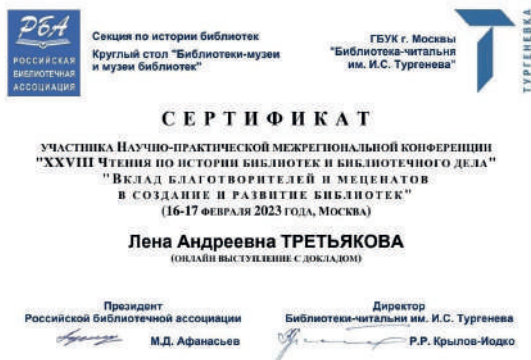 РБА
РОССИЙСКАЯ
БИБЛИОТЕЧНАЯ
АССОЦИАЦИЯ
Секция по истории библиотек
Круглый стол "Библиотеки-музеи
и музеи библиотек"
ГБУК г. Москвы
"Библиотека-читальня
им. И.С. Тургенева"
ТУРГЕНЕВКА
СЕРТИФИКАТ
УЧАСТНИКА НАУЧНО-ПРАКТИЧЕСКОЙ МЕЖРЕГИОНАЛЬНОЙ КОНФЕРЕНЦИИ
"XXVIII ЧТЕНИЯ ПО ИСТОРИИ БИБЛИОТЕК И БИБЛИОТЕЧНОГО ДЕЛА"
"ВКЛАД БЛАГОТВОРИТЕЛЕЙ И МЕЦЕНАТОВ
В СОЗДАНИЕ И РАЗВИТИЕ БИБЛИОТЕК"
(16-17 ФЕВРАЛЯ 2023 ГОДА, МОСКВА)
Лена Андреевна ТРЕТЬЯКОВА
(ОНЛАЙН ВЫСТУПЛЕНИЕ С ДОКЛАДОМ)
Президент
Российской библиотечной ассоциации
М.Д. Афанасьев
Директор
Библиотеки-читальни им. И.С. Тургенева
Р.Р. Крылов-Иодко